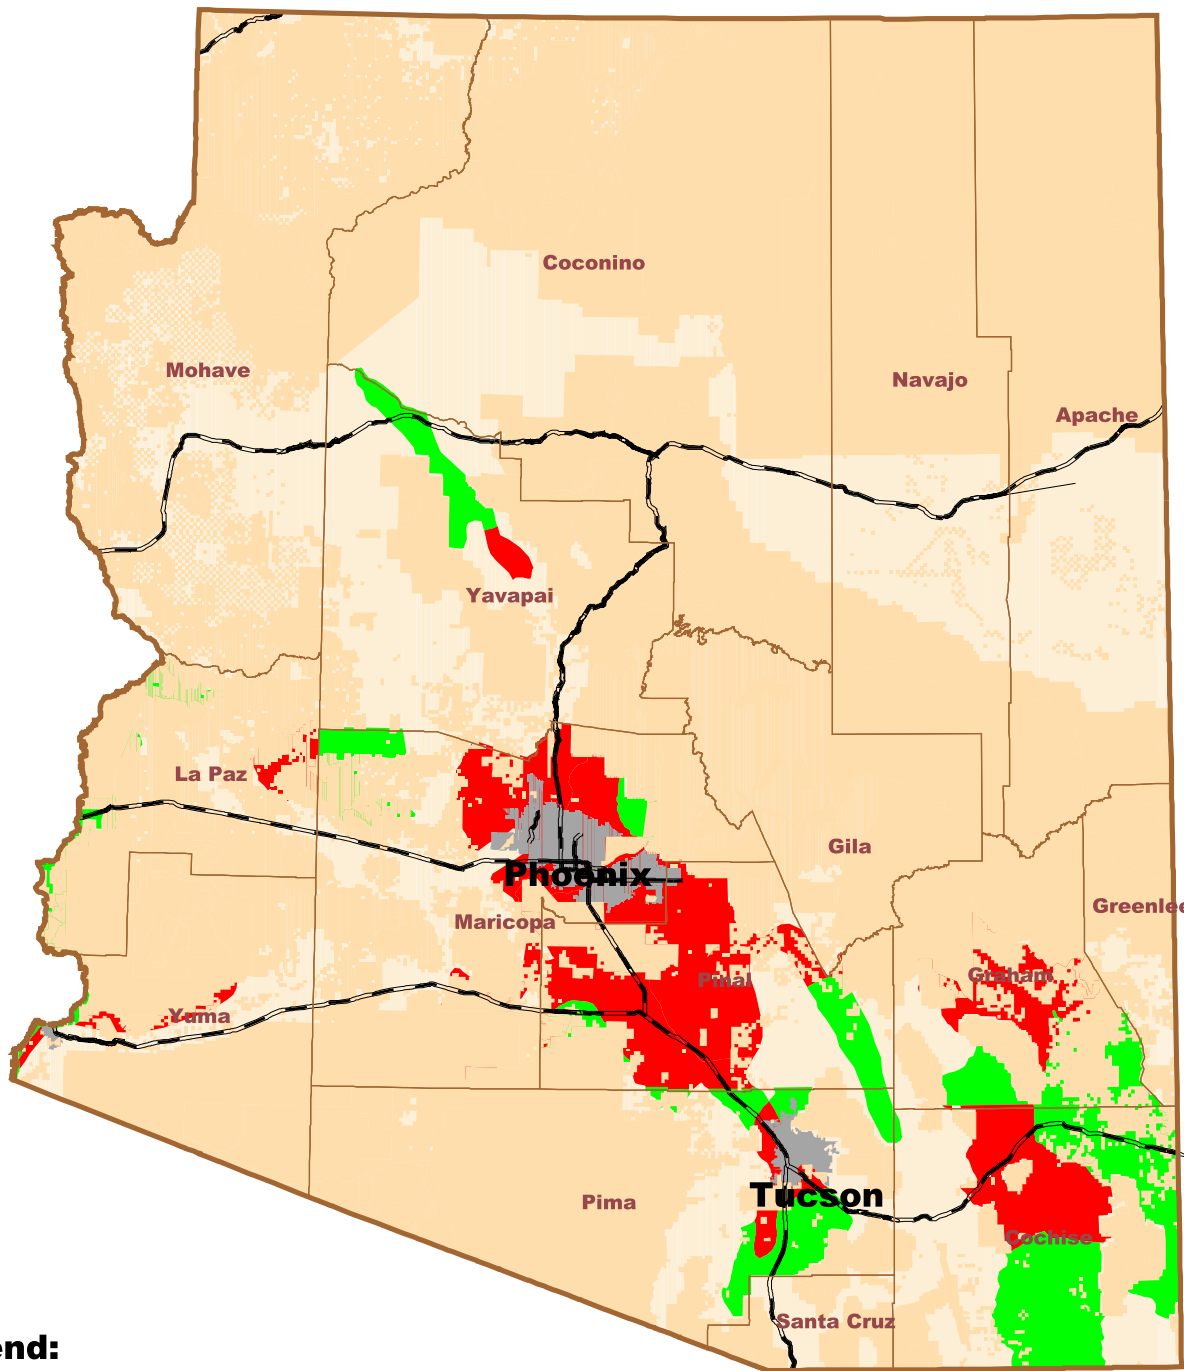 Coconino
Mohave
Navajo
Apache
Yavapai
La Paz
Gila
Phoenix
Greenlee
Maricopa
Graham
Pinal
Yuma
Tucson
Pima
Cochise
Santa Cruz
end: